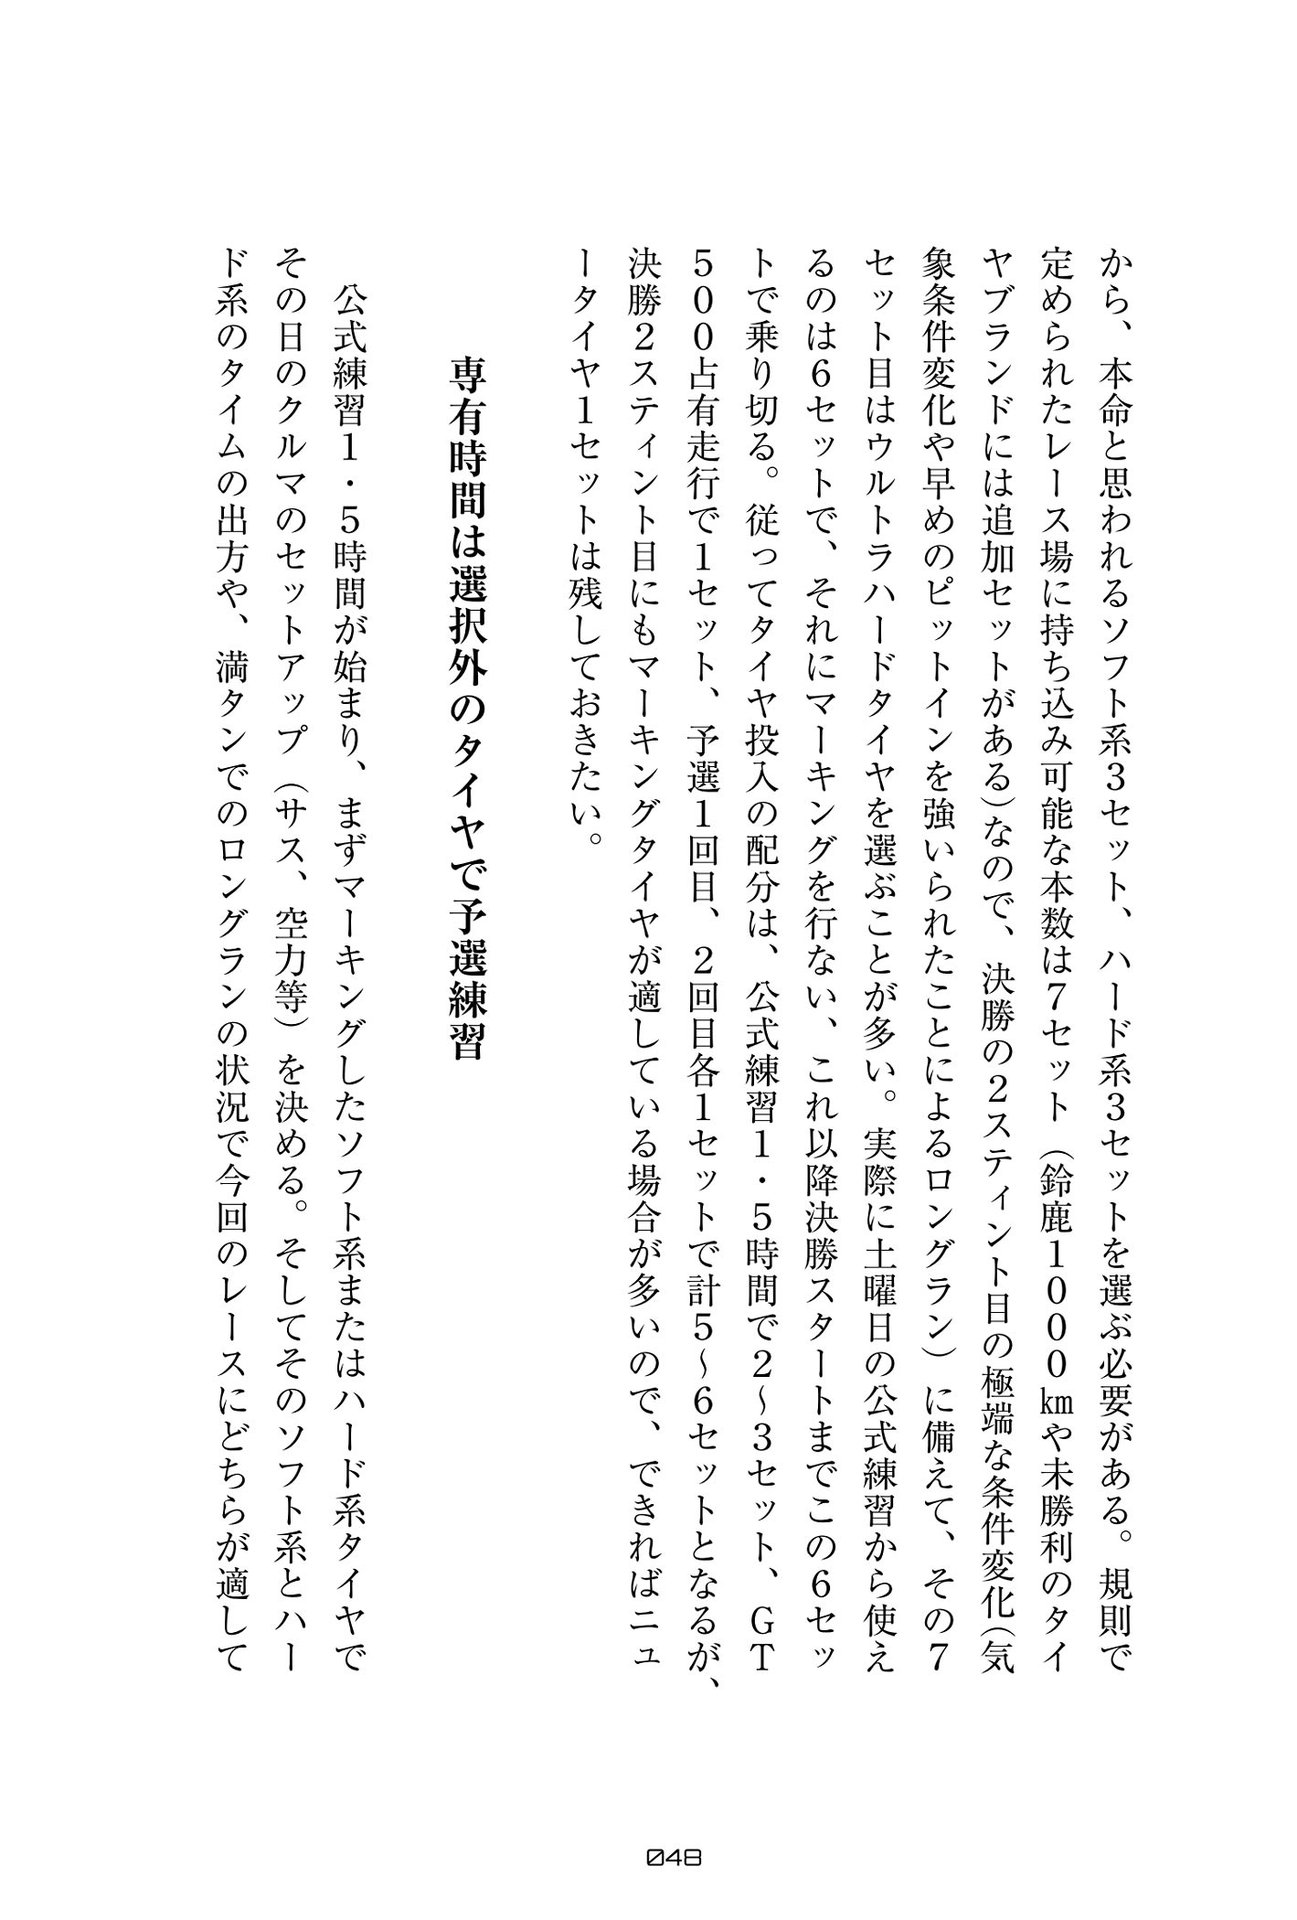 から、本命と思われるソフト系３セット、ハード系３セットを選ぶ必要がある。規則で
定められたレース場に持ち込み可能な本数は７セット（鈴鹿１０００㎞や未勝利のタイ
ヤブランドには追加セットがある）なので、決勝の２スティント目の極端な条件変化（気
象条件変化や早めのピットインを強いられたことによるロングラン）に備えて、その７
セット目はウルトラハードタイヤを選ぶことが多い。実際に土曜日の公式練習から使え
るのは６セットで、それにマーキングを行ない、これ以降決勝スタートまでこの６セッ
トで乗り切る。従ってタイヤ投入の配分は、公式練習１・５時間で２〜３セット、ＧＴ
５００占有走行で１セット、予選１回目、２回目各１セットで計５〜６セットとなるが、
決勝２スティント目にもマーキングタイヤが適している場合が多いので、できればニュ
ータイヤ１セットは残しておきたい。
専有時間は選択外のタイヤで予選練習
公式練習１・５時間が始まり、まずマーキングしたソフト系またはハード系タイヤで
その日のクルマのセットアップ（サス、空力等）を決める。そしてそのソフト系とハー
ド系のタイムの出方や、満タンでのロングランの状況で今回のレースにどちらが適して
048